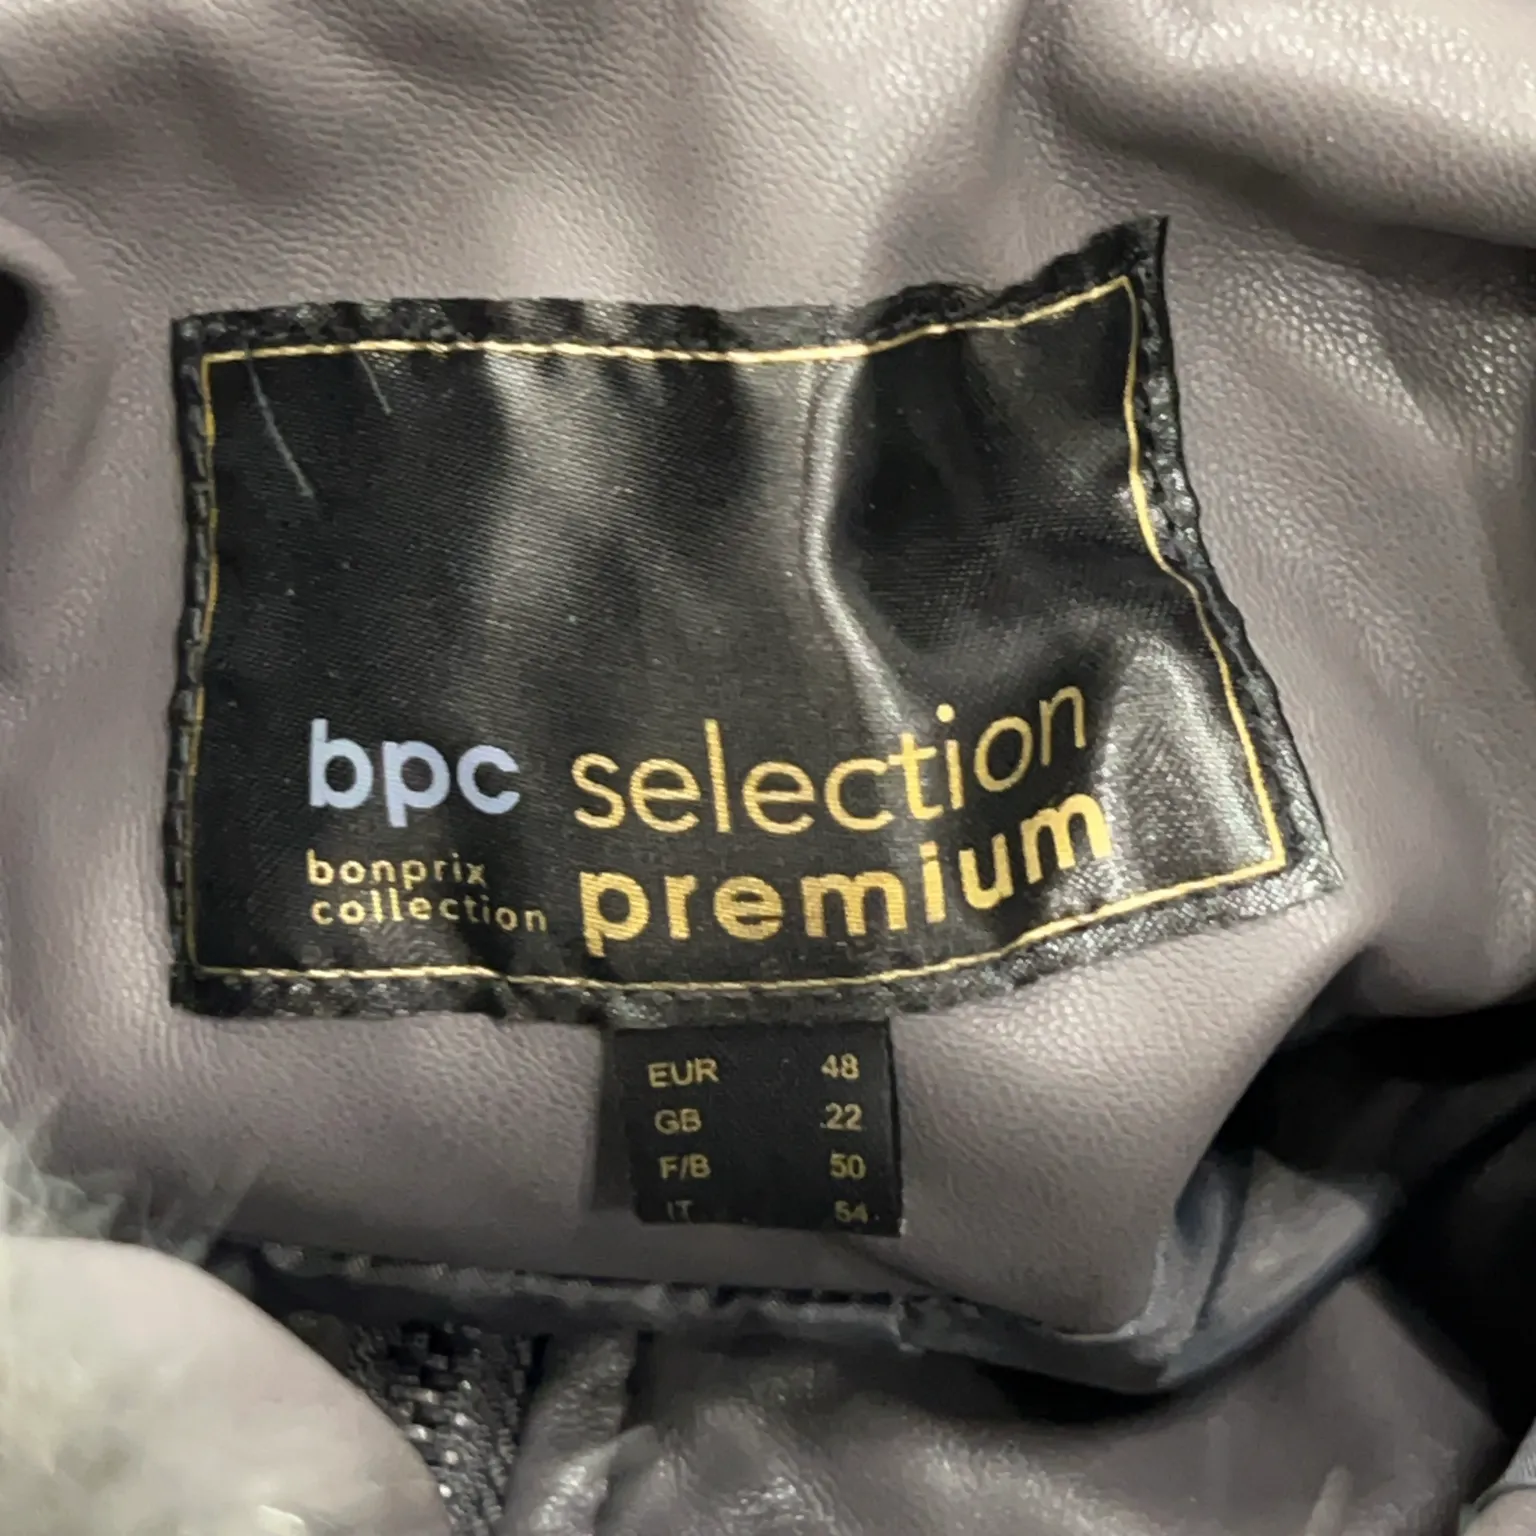 bpc selection
bonprix premium
collection
EUR 48
GB 22
F/B 50
IT 54